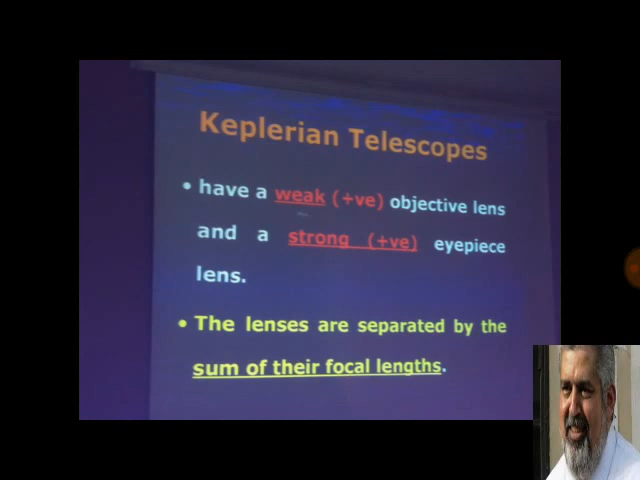 Keplerian Telescopes
• have a weak (+ve) objective lens
and a strong (+ve) eyepiece
lens.
• The lenses are separated by the
sum of their focal lengths.